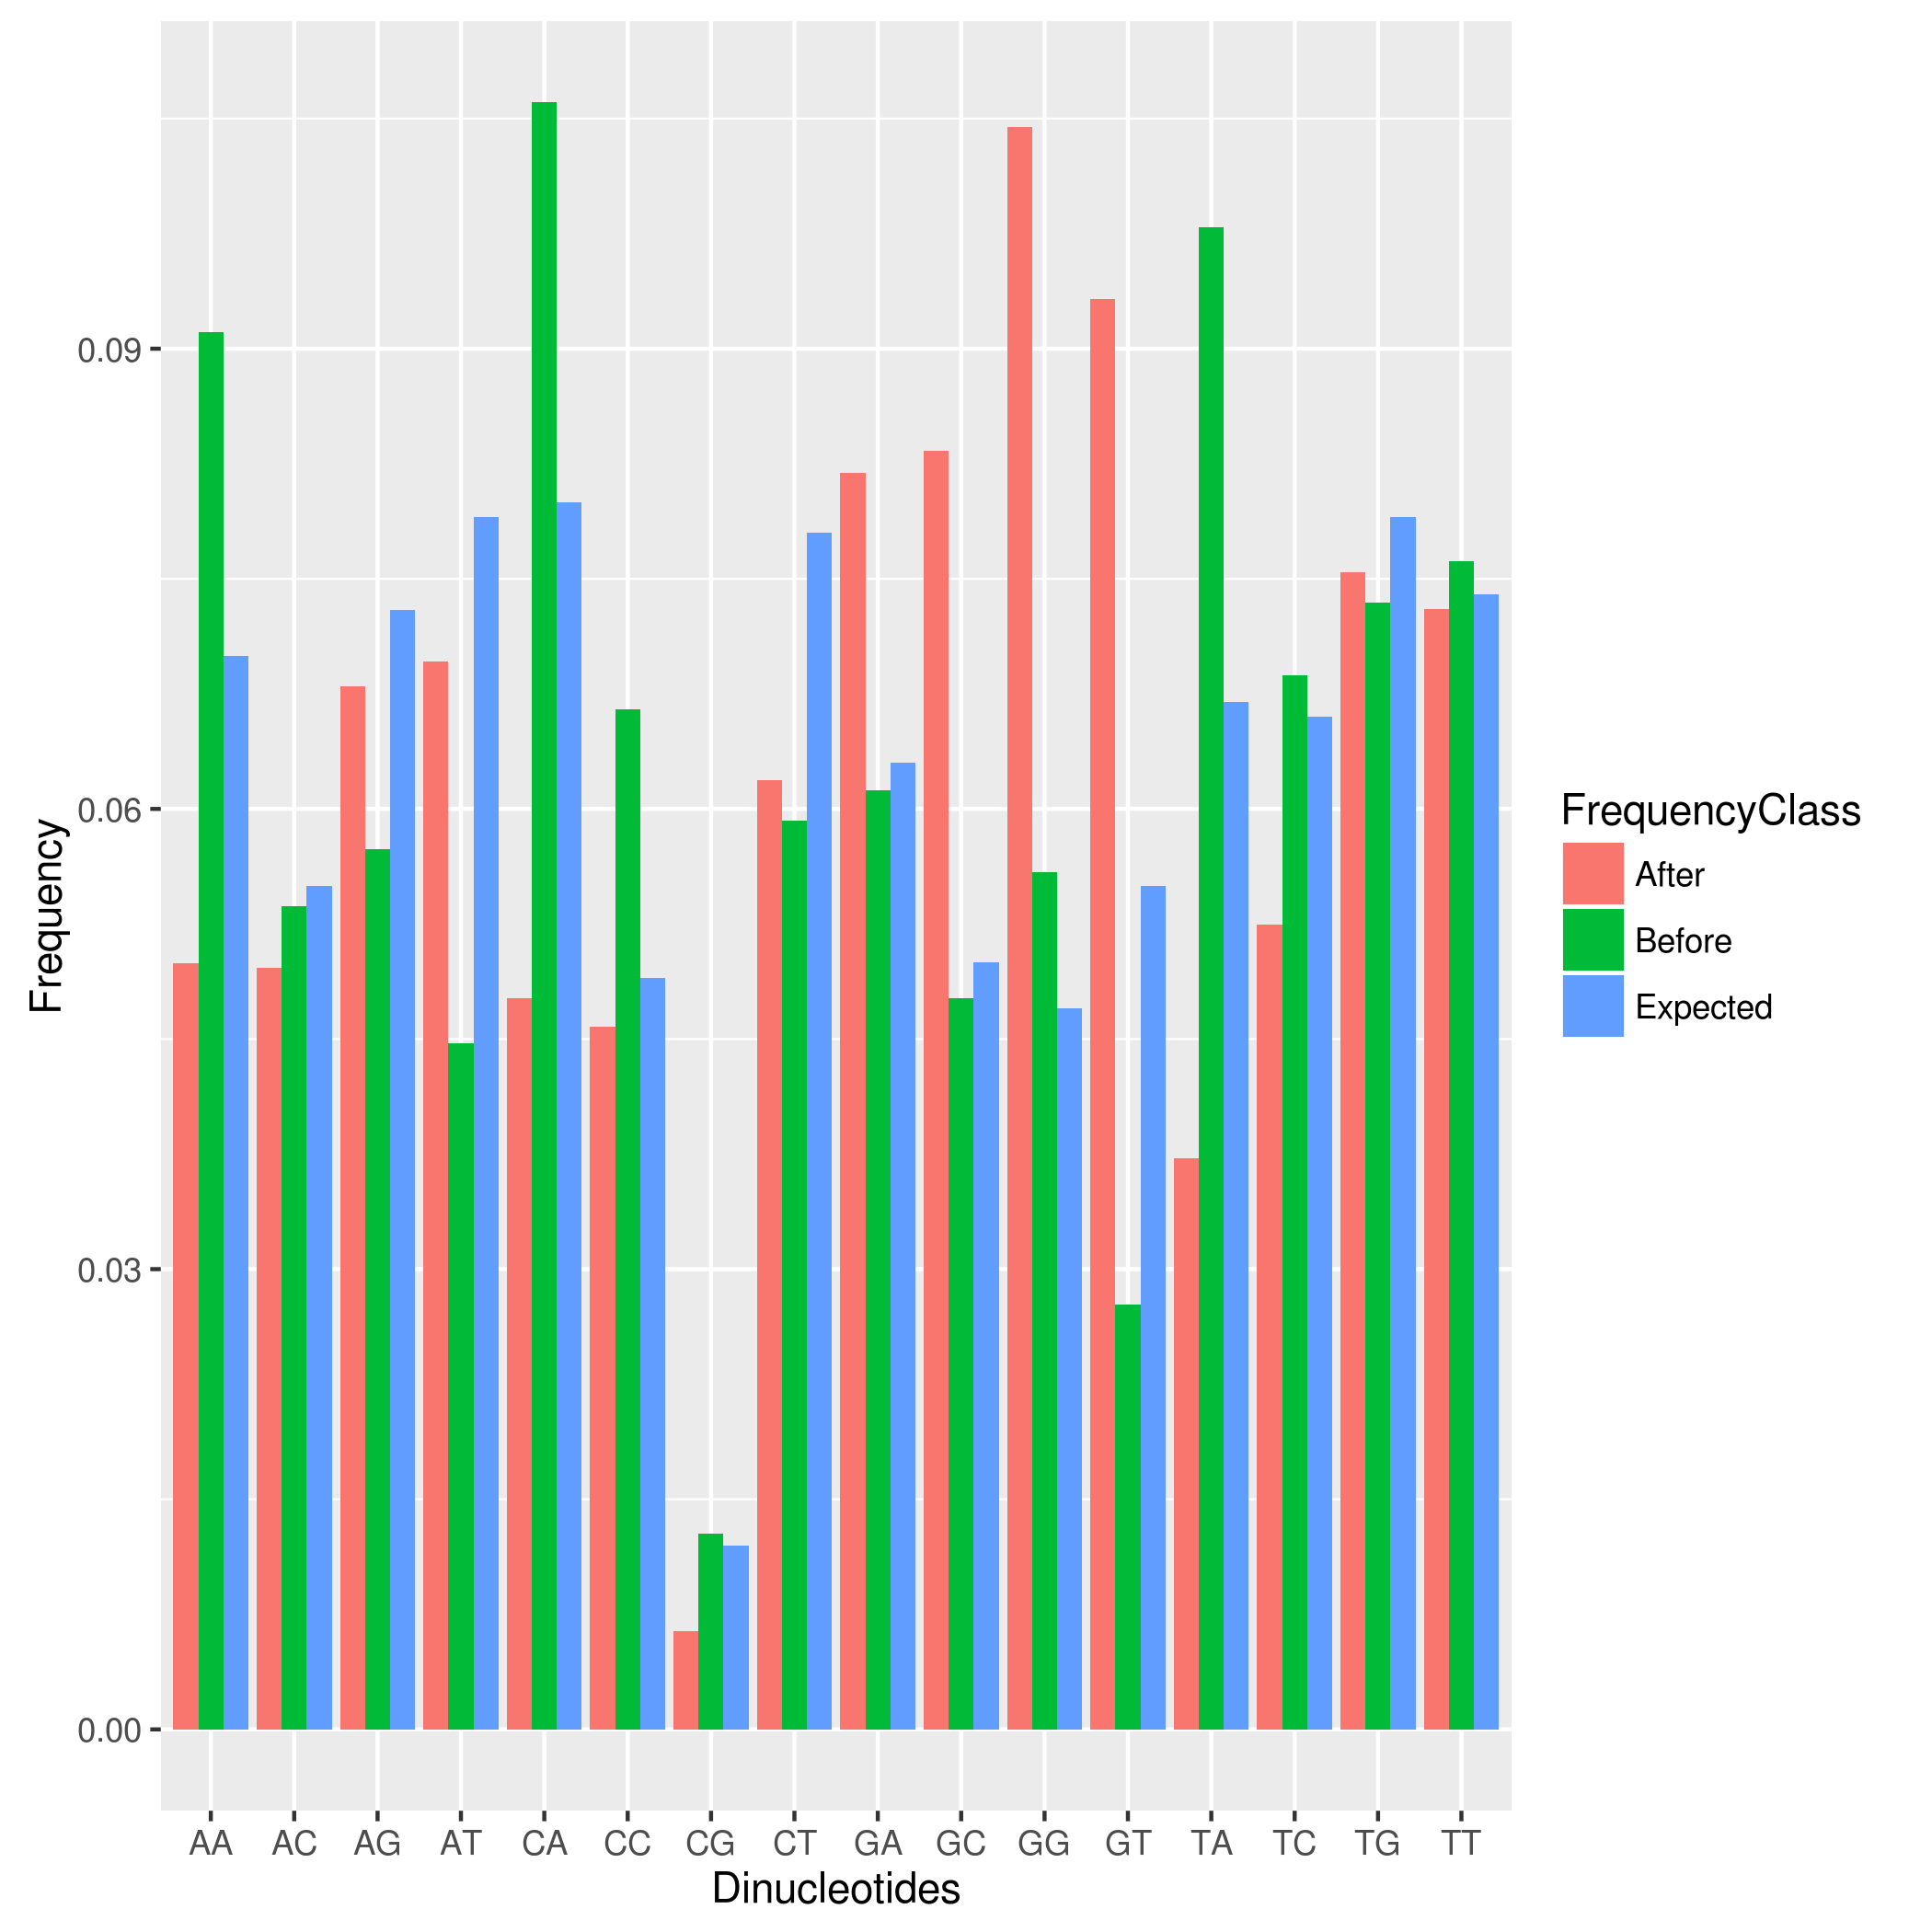 Frequency
0.09
0.06
0.03
0.00
AA AC AG AT CA CC CG CT GA GC GG GT TA TC TG TT
Dinucleotides
FrequencyClass
After
Before
Expected